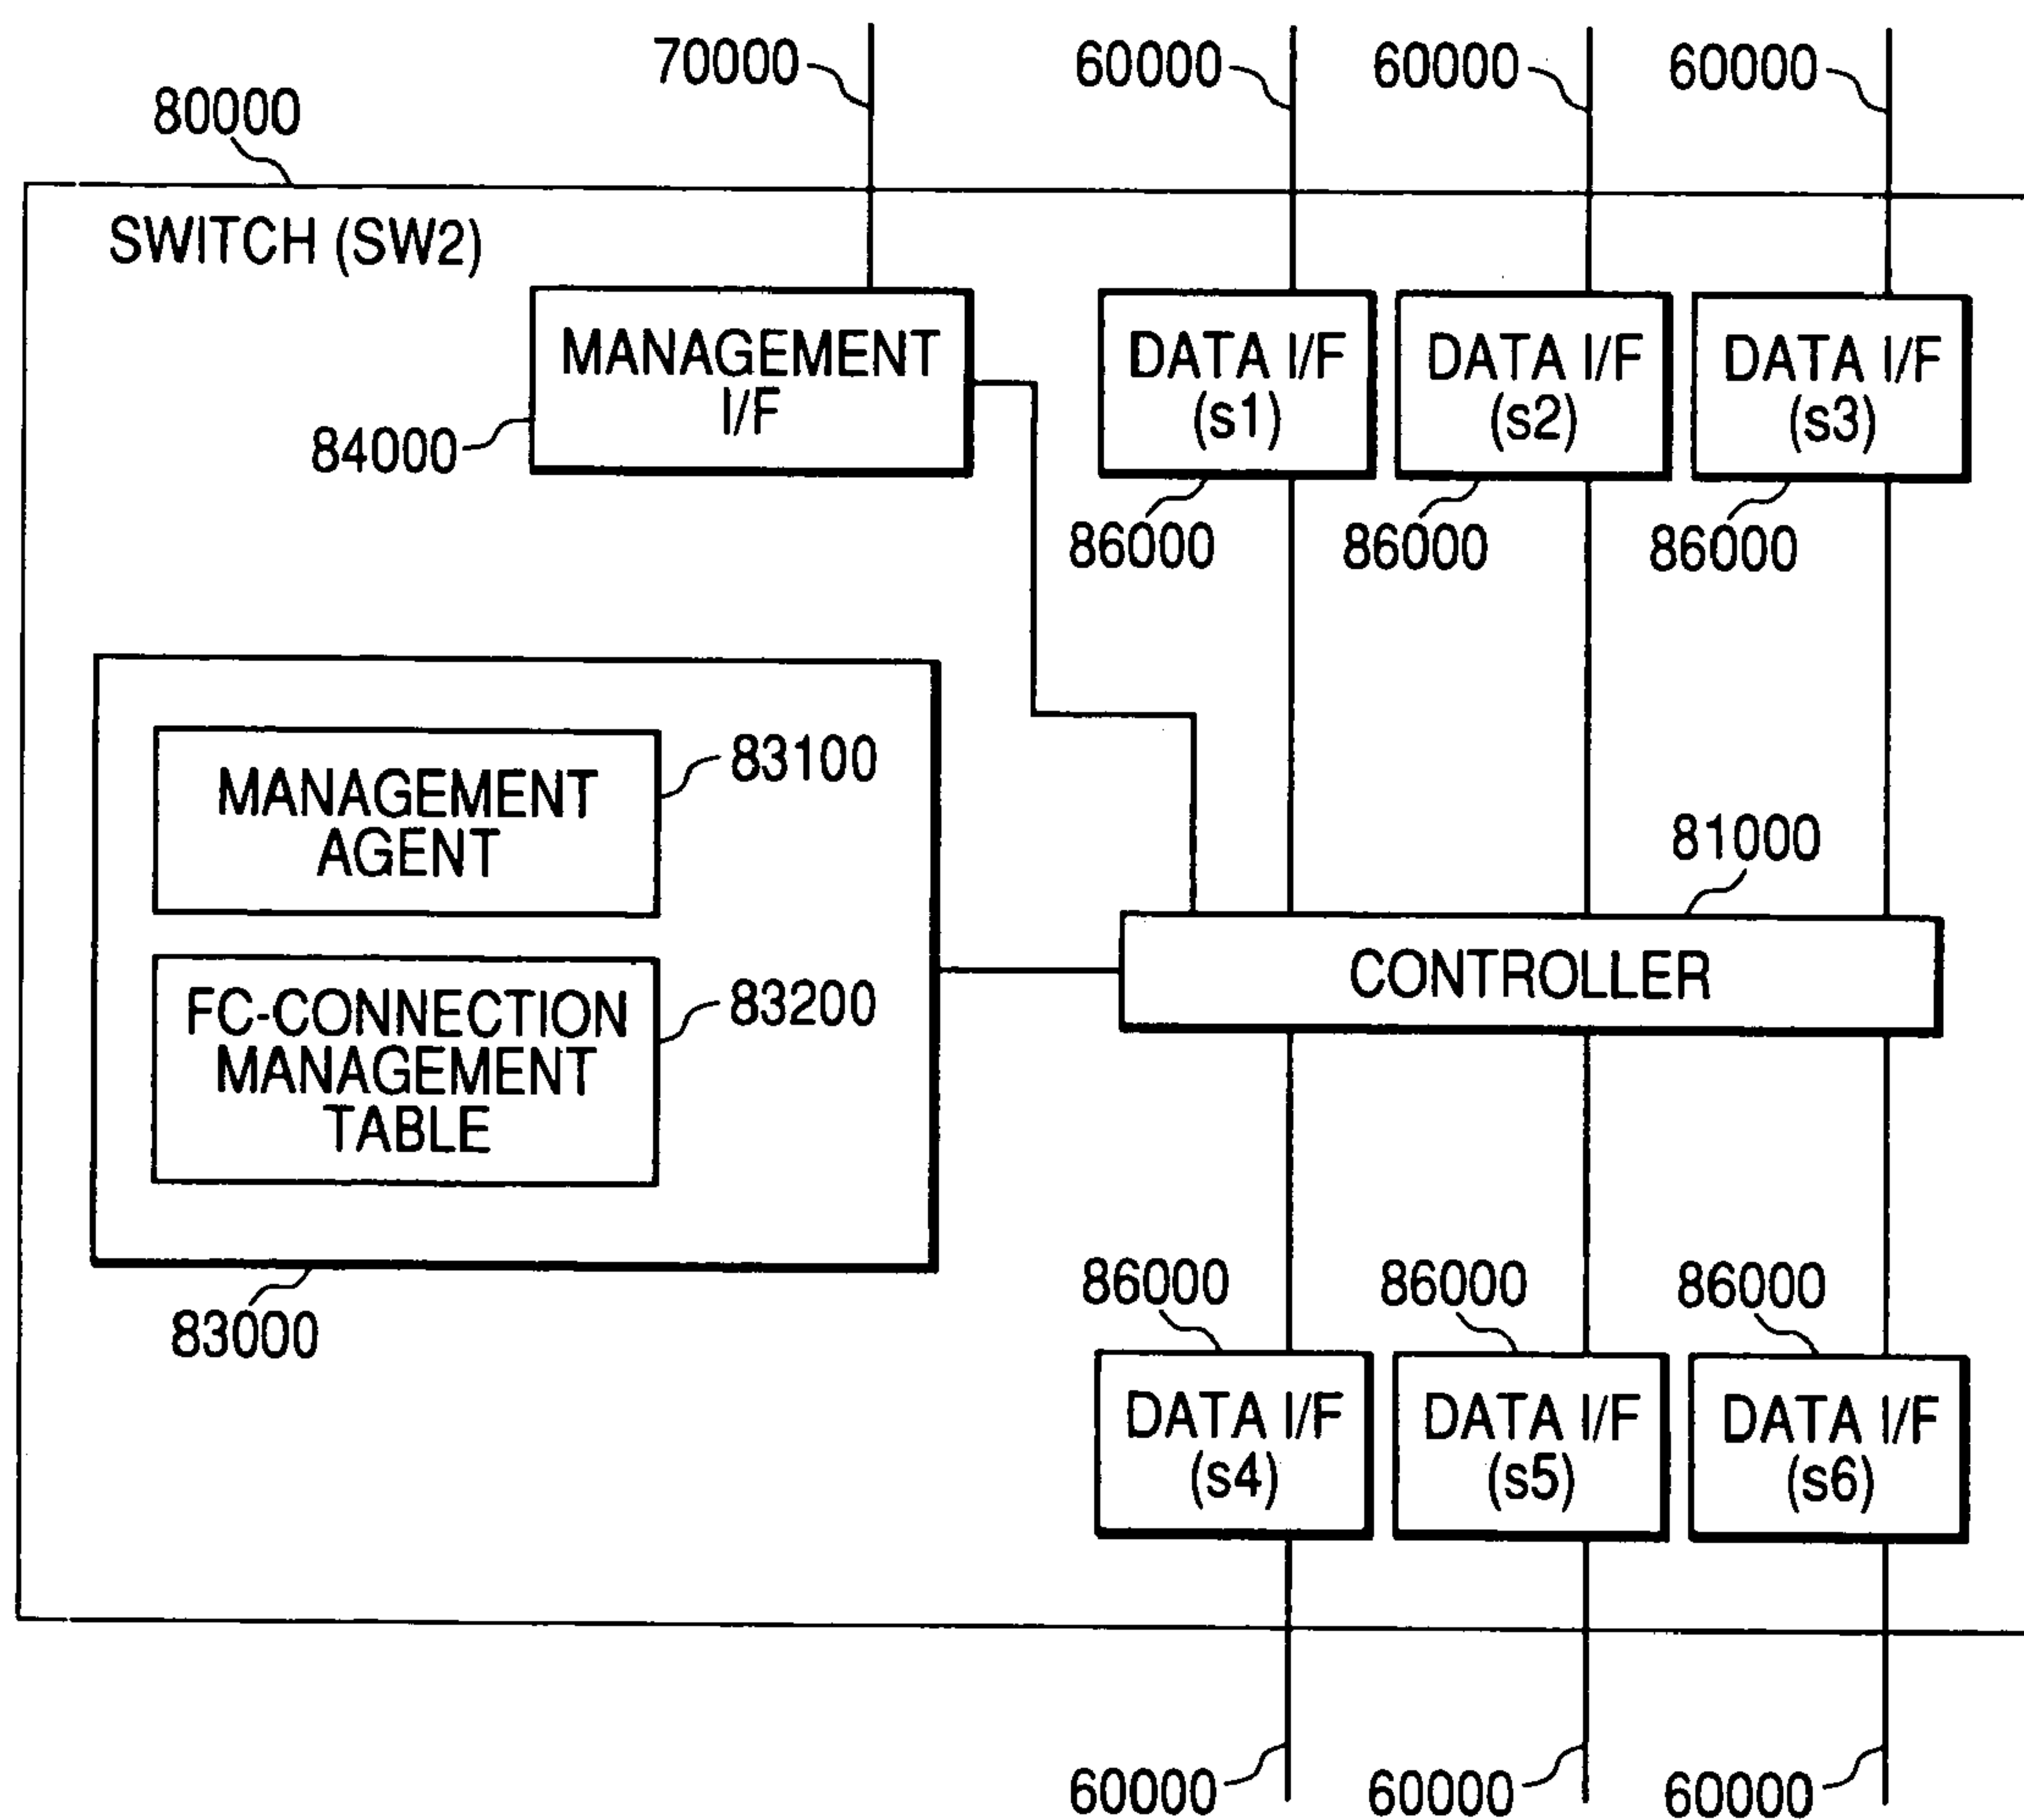 70000
60000
60000
60000
80000
SWITCH (SW2)
MANAGEMENT
I/F
84000
DATA I/F
(s1)
DATA I/F
(s2)
DATA I/F
(s3)
86000
86000
86000
MANAGEMENT
AGENT
83100
81000
CONTROLLER
FC-CONNECTION
MANAGEMENT
TABLE
83200
83000
86000
86000
86000
DATA I/F
(s4)
DATA I/F
(s5)
DATA I/F
(s6)
60000
60000
60000